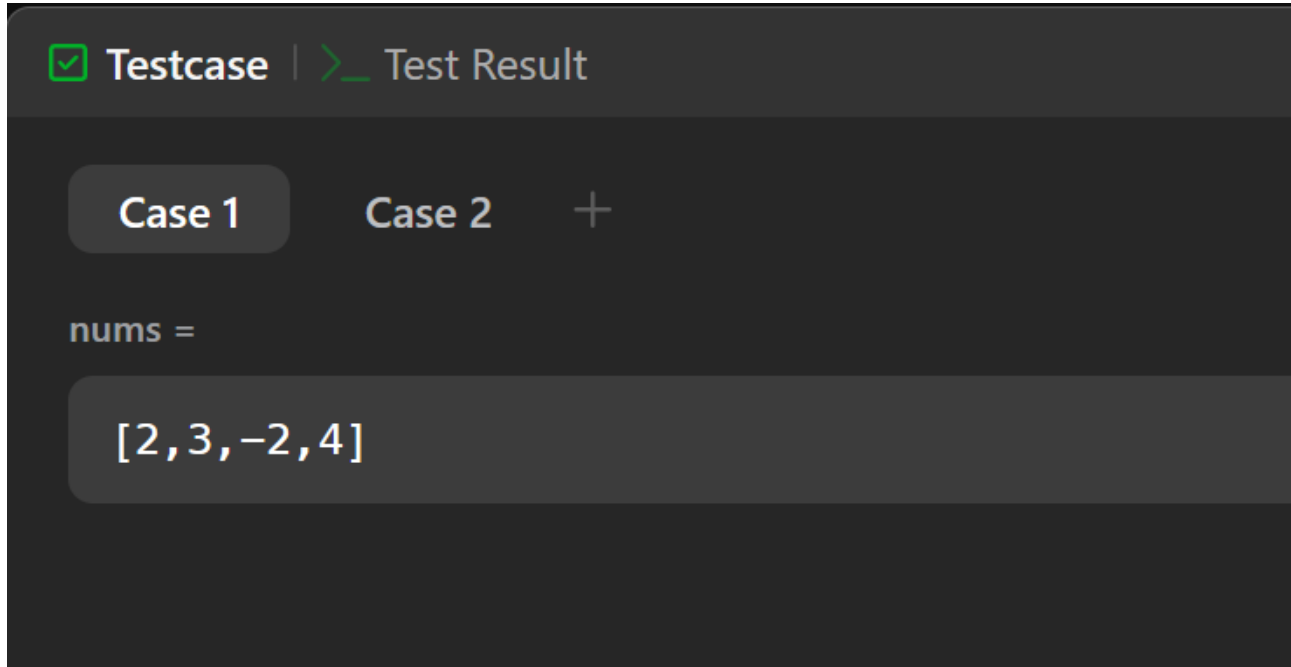 Testcase | >_ Test Result
Case 1 Case 2 +
nums =
[2,3,-2,4]